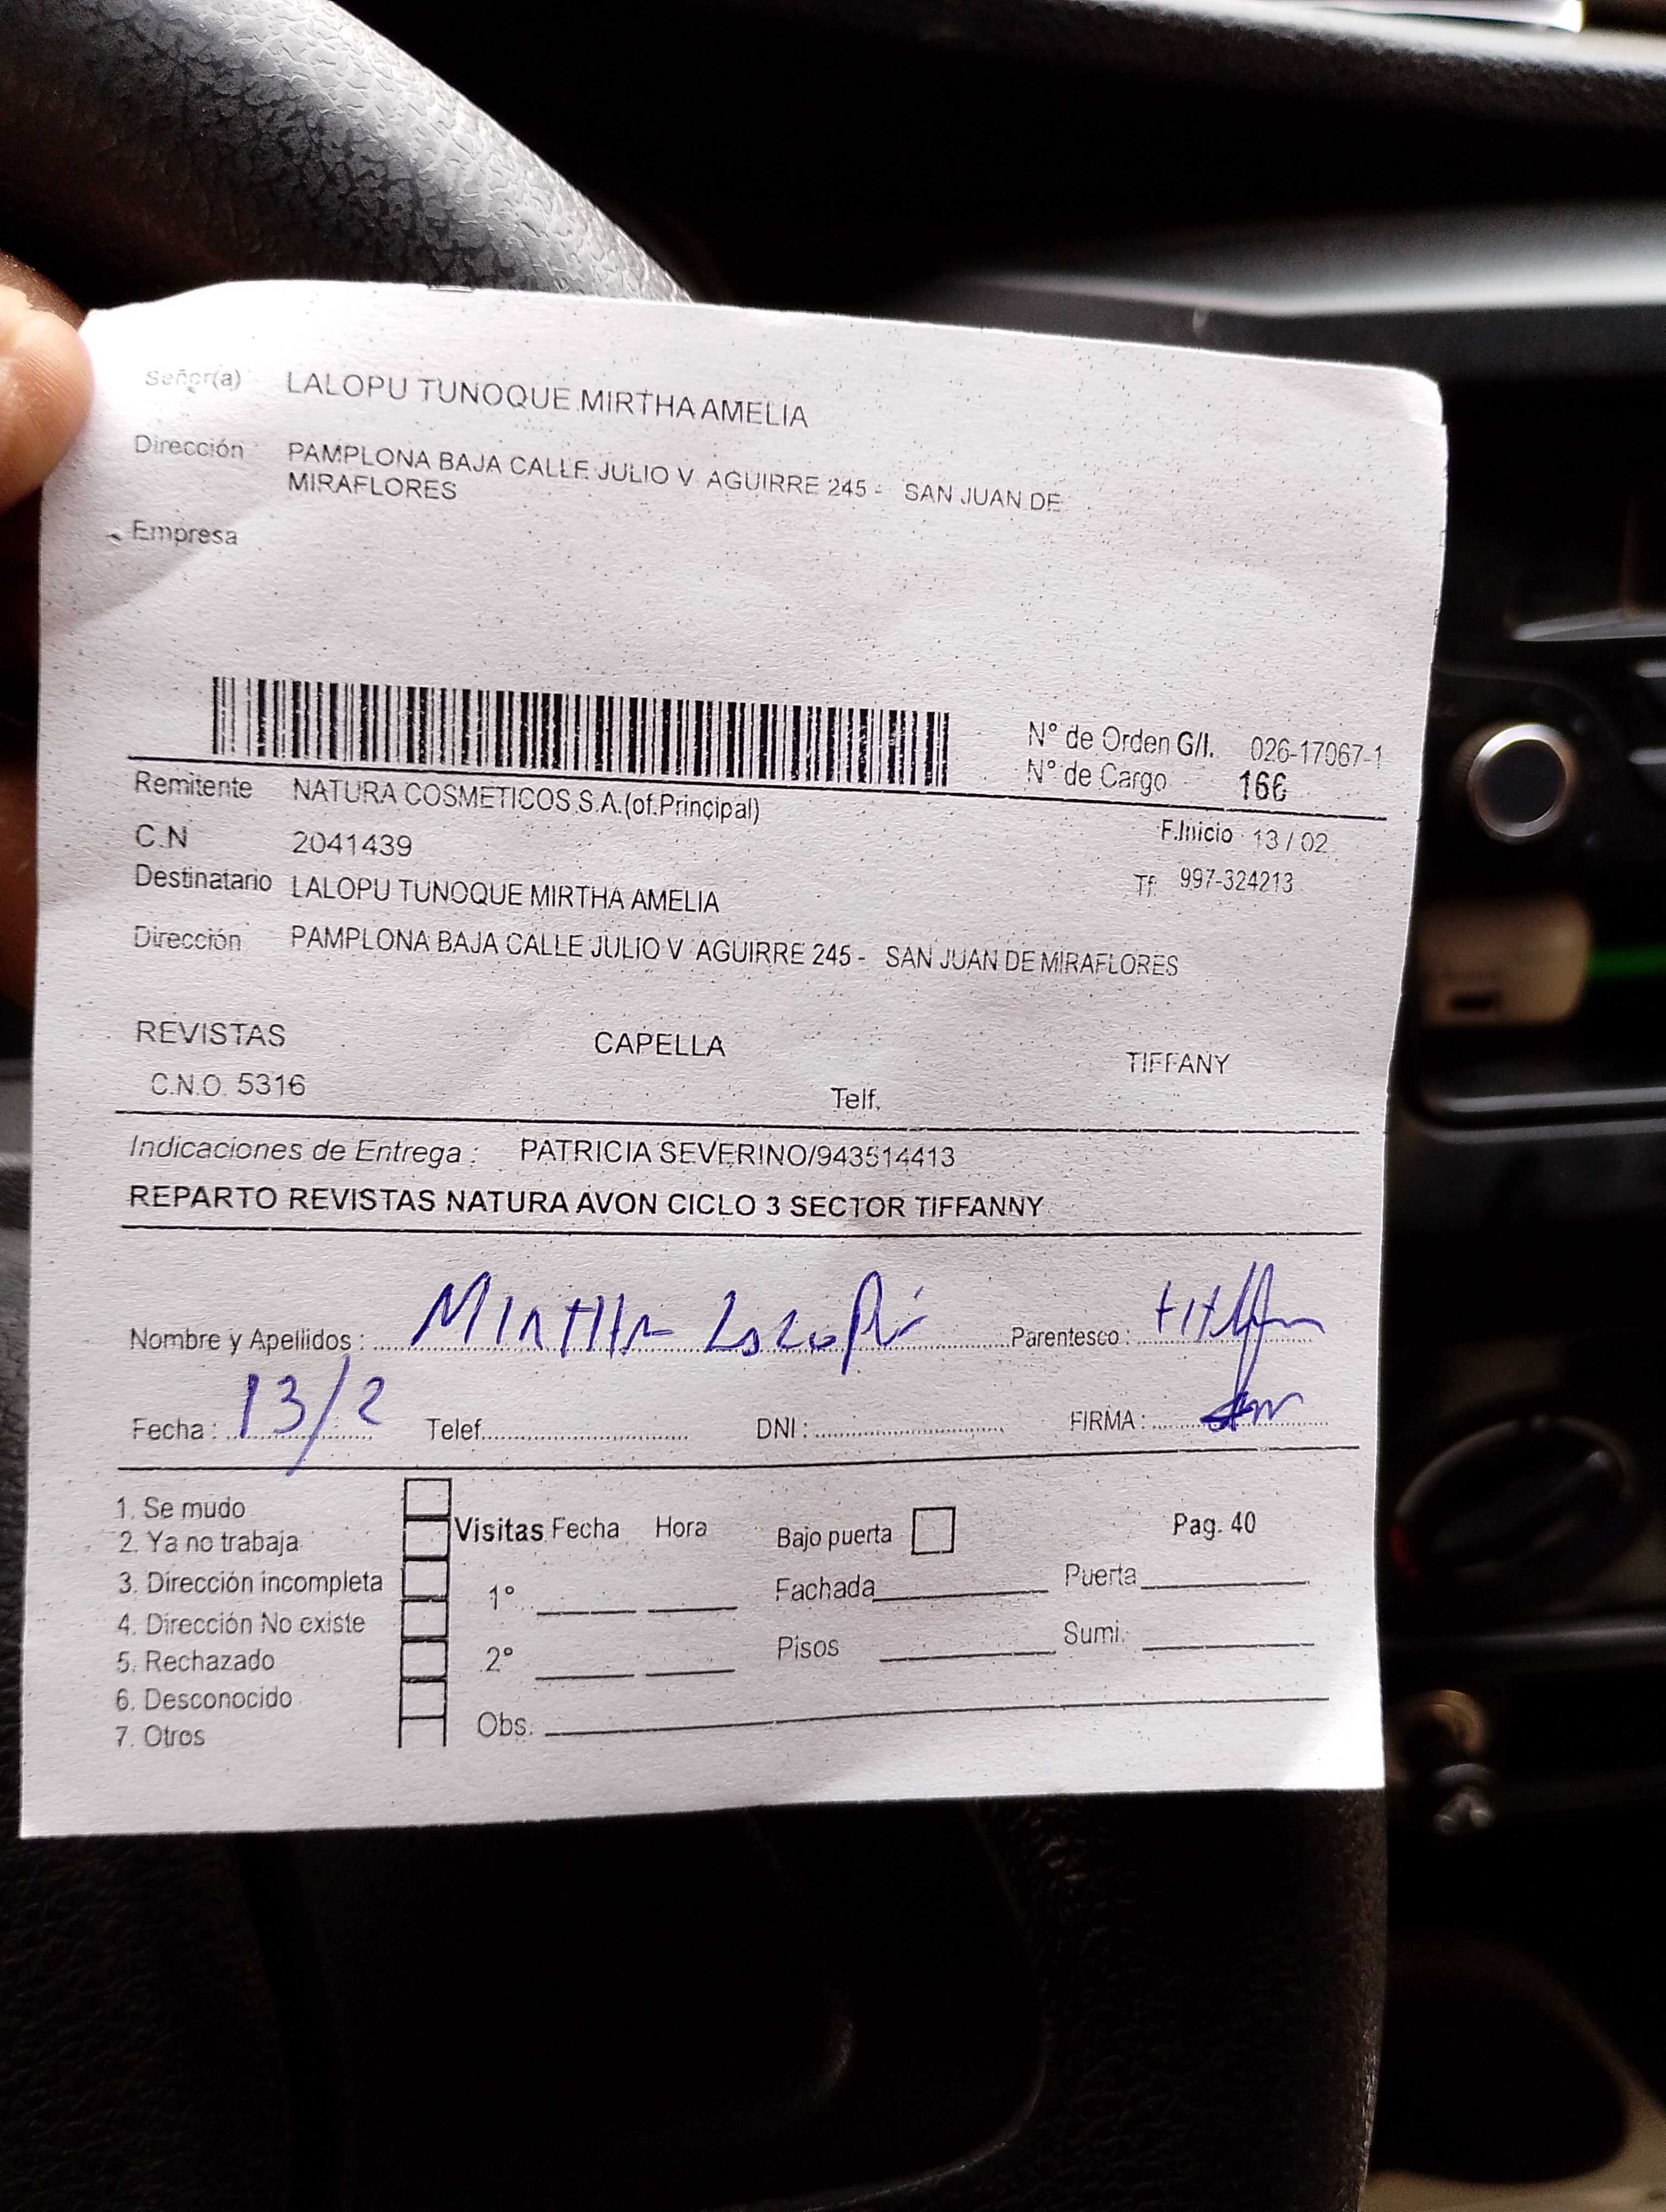 Señor(a) LALOPU TUNOQUE MIRTHA AMELIA
Dirección PAMPLONA BAJA CALLE JULIO V AGUIRRE 245 - SAN JUAN DE
MIRAFLORES
Empresa
N° de Orden G/I. 026-17067-1
N° de Cargo 166
Remitente NATURA COSMETICOS S.A.(of.Principal)
F.Inicio 13 / 02
C.N 2041439
Tf: 997-324213
Destinatario LALOPU TUNOQUE MIRTHA AMELIA
Dirección PAMPLONA BAJA CALLE JULIO V AGUIRRE 245 - SAN JUAN DE MIRAFLORES
REVISTAS CAPELLA TIFFANY
C.N.O. 5316 Telf.
Indicaciones de Entrega : PATRICIA SEVERINO/943514413
REPARTO REVISTAS NATURA AVON CICLO 3 SECTOR TIFFANNY
Nombre y Apellidos : Mirtha Lalopú Parentesco :
Fecha : 13/2 Telef. DNI : FIRMA :
1. Se mudo
2. Ya no trabaja
3. Dirección incompleta
4. Dirección No existe
5. Rechazado
6. Desconocido
7. Otros
Visitas Fecha Hora
1°
2°
Obs.
Bajo puerta Pag. 40
Fachada Puerta
Pisos Sumi.